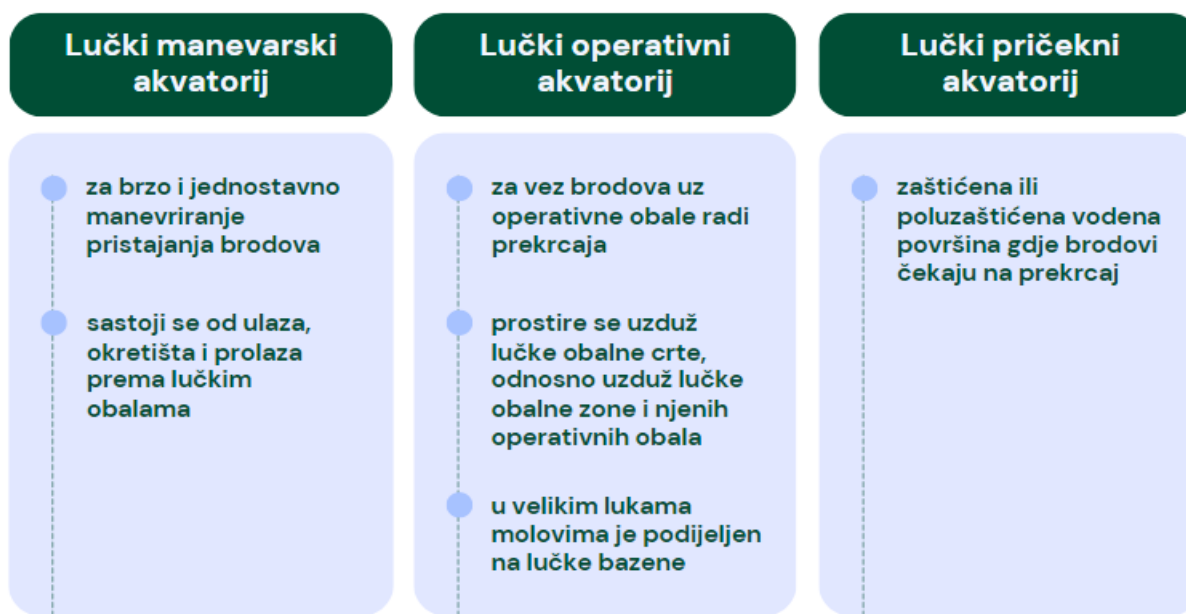 Lučki manevarski
akvatorij
za brzo i jednostavno
manevriranje
pristajanja brodova
sastoji se od ulaza,
okretišta i prolaza
prema lučkim
obalama
Lučki operativni
akvatorij
za vez brodova uz
operativne obale radi
prekrcaja
prostire se uzduž
lučke obalne crte,
odnosno uzduž lučke
obalne zone i njenih
operativnih obala
u velikim lukama
molovima je podijeljen
na lučke bazene
Lučki pričekni
akvatorij
zaštićena ili
poluzaštićena vodena
površina gdje brodovi
čekaju na prekrcaj